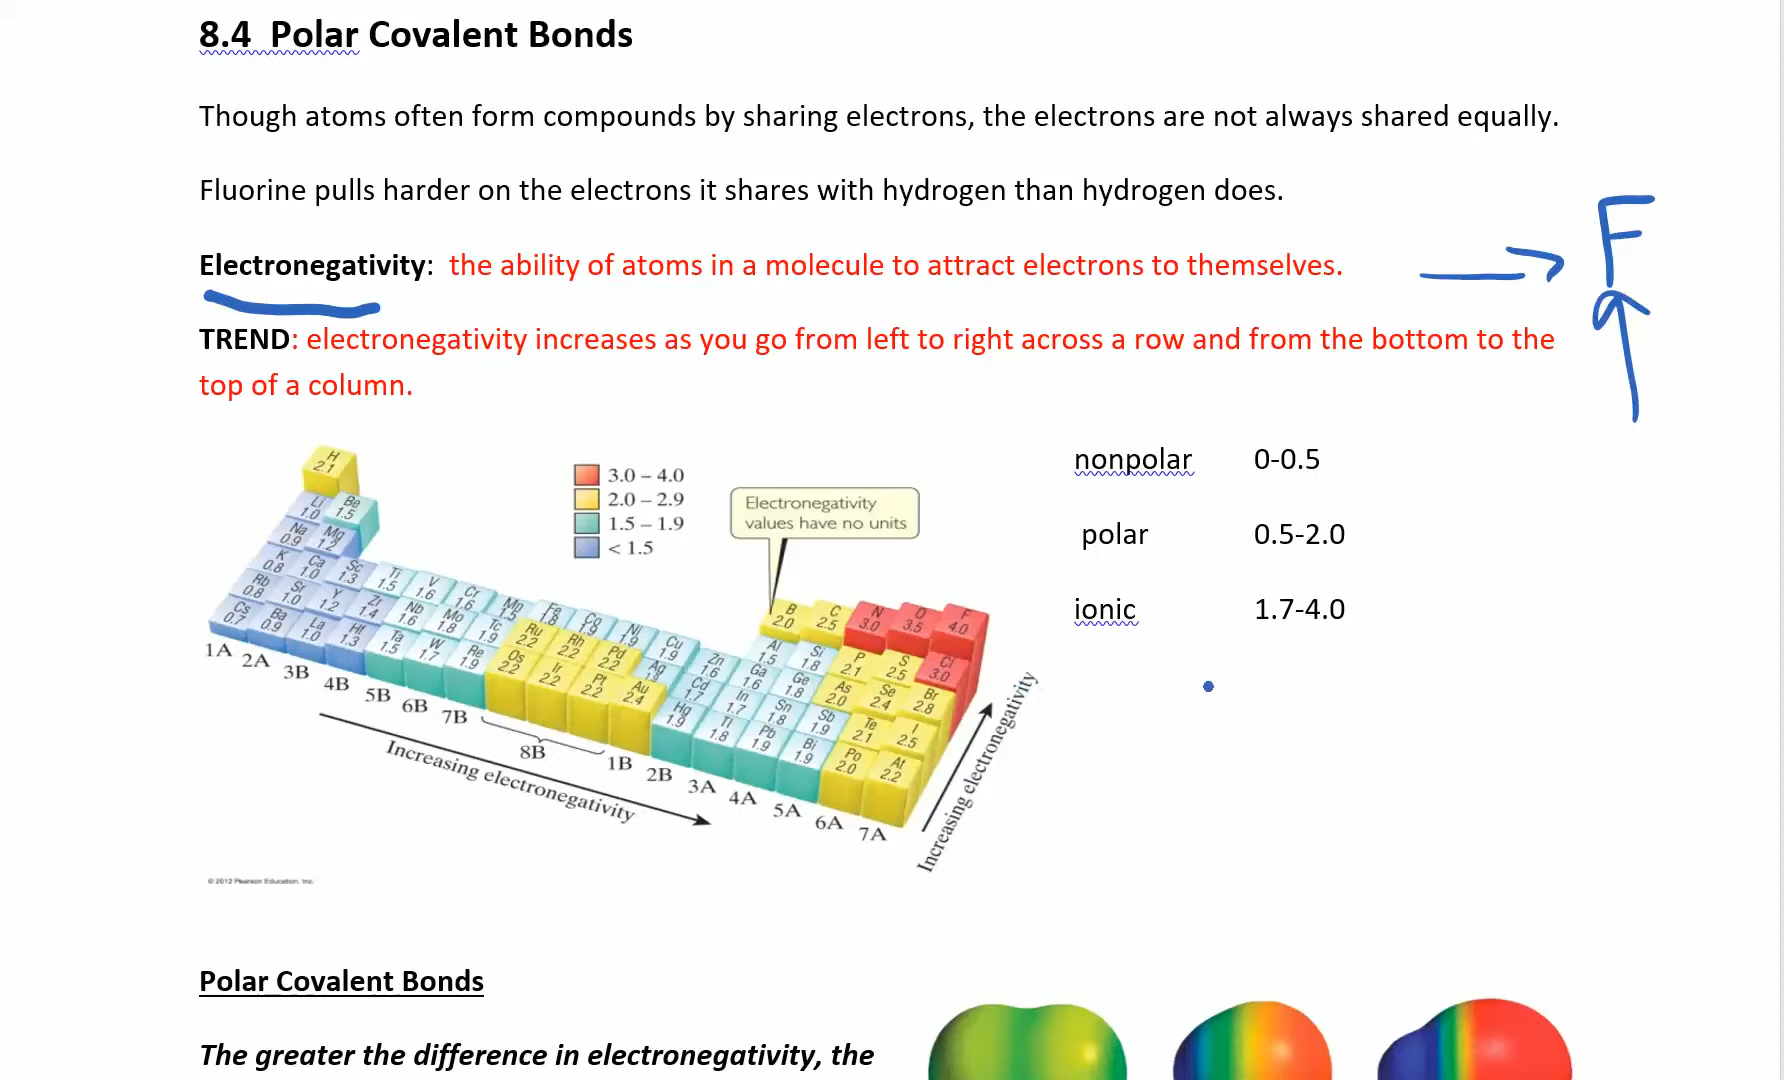 8.4 Polar Covalent Bonds
Though atoms often form compounds by sharing electrons, the electrons are not always shared equally.
Fluorine pulls harder on the electrons it shares with hydrogen than hydrogen does.
F
Electronegativity: the ability of atoms in a molecule to attract electrons to themselves.
TREND: electronegativity increases as you go from left to right across a row and from the bottom to the
top of a column.
nonpolar 0-0.5
polar 0.5-2.0
ionic 1.7-4.0
3.0 – 4.0
2.0 – 2.9
1.5 – 1.9
< 1.5
Electronegativity
values have no units
H 2.1
Li 1.0 Be 1.5
Na 0.9 Mg 1.2
K 0.8 Ca 1.0 Sc 1.3 Ti 1.5 V 1.6 Cr 1.6 Mn 1.5 Fe 1.8 Co 1.9 Ni 1.9 Cu 1.9 Zn 1.6 Ga 1.6 Ge 1.8 As 2.0 Se 2.4 Br 2.8
Rb 0.8 Sr 1.0 Y 1.2 Zr 1.4 Nb 1.6 Mo 1.8 Tc 1.9 Ru 2.2 Rh 2.2 Pd 2.2 Ag Cd 1.7 In 1.7 Sn 1.8 Sb 1.9 Te 2.1 I 2.5
Cs 0.7 Ba 0.9 La 1.0 Hf 1.3 Ta 1.5 W 1.7 Re 1.9 Os 2.2 Ir 2.2 Pt 2.2 Au 2.4 Hg 1.9 Tl 1.8 Pb 1.9 Bi 1.9 Po 2.0 At 2.2
B 2.0 C 2.5 N 3.0 O 3.5 F 4.0
Al 1.5 Si 1.8 P 2.1 S 2.5 Cl 3.0
1A 2A 3B 4B 5B 6B 7B 8B 1B 2B 3A 4A 5A 6A 7A
Increasing electronegativity
Increasing electronegativity
© 2012 Pearson Education, Inc.
Polar Covalent Bonds
The greater the difference in electronegativity, the